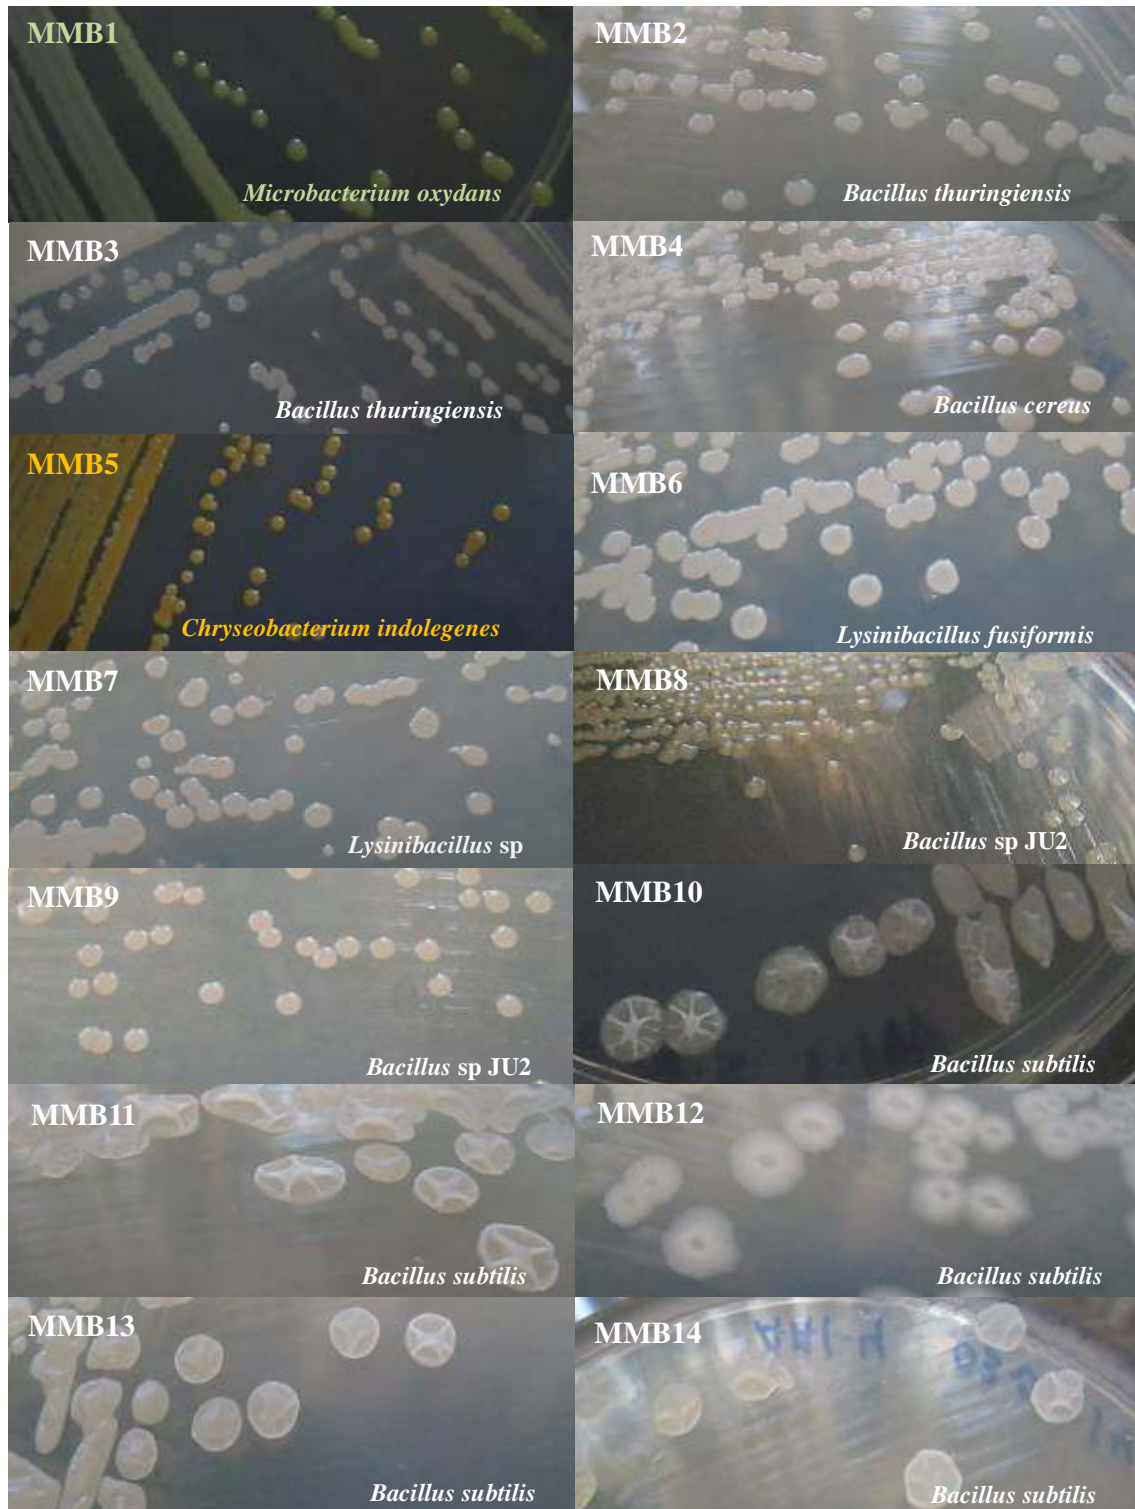 MMB1
Microbacterium oxydans
MMB2
Bacillus thuringiensis
MMB3
Bacillus thuringiensis
MMB4
Bacillus cereus
MMB5
Chryseobacterium indolegenes
MMB6
Lysinibacillus fusiformis
MMB7
Lysinibacillus sp
MMB8
Bacillus sp JU2
MMB9
Bacillus sp JU2
MMB10
Bacillus subtilis
MMB11
Bacillus subtilis
MMB12
Bacillus subtilis
MMB13
Bacillus subtilis
MMB14
Bacillus subtilis